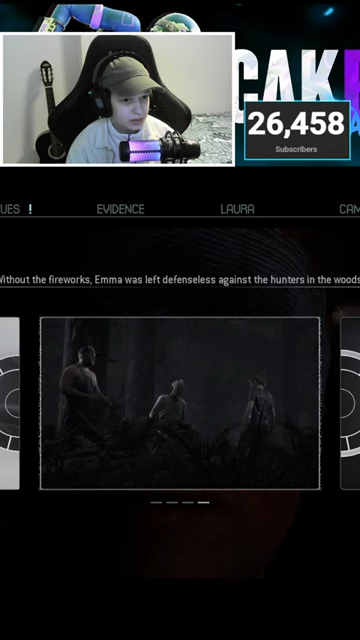 CAK
26,458
Subscribers
UES ! EVIDENCE LAURA CAM
Without the fireworks, Emma was left defenseless against the hunters in the woods